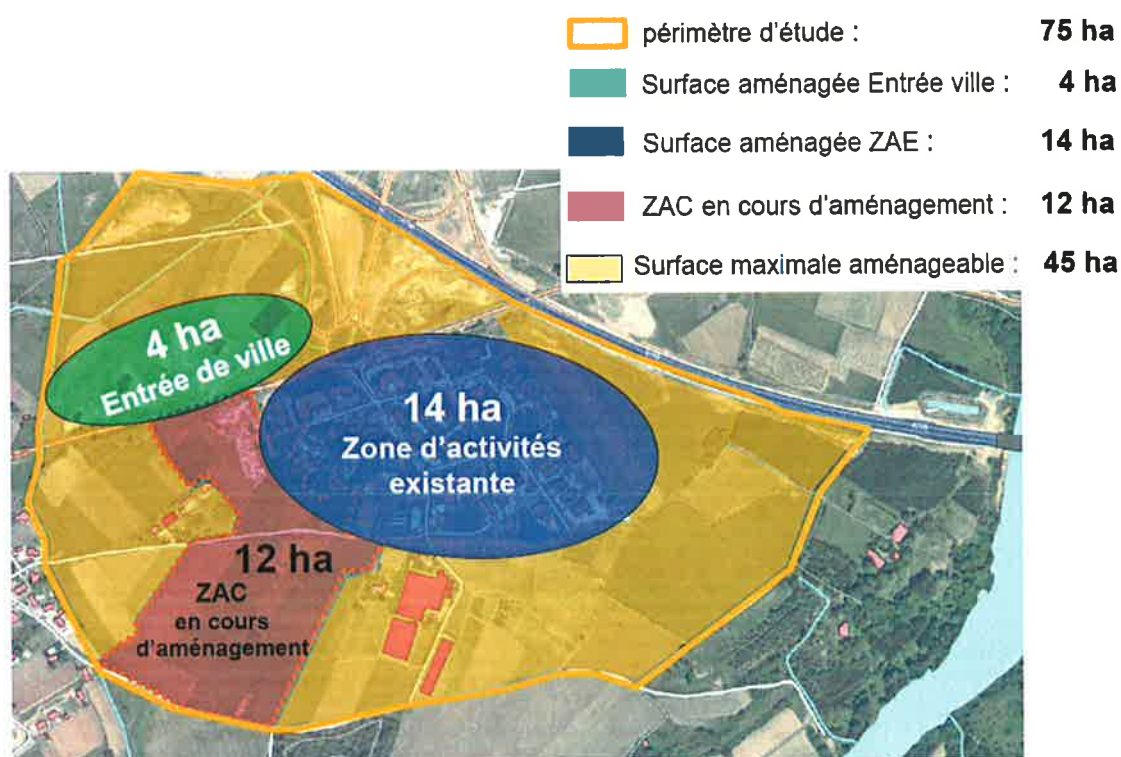 périmètre d'étude : 75 ha
Surface aménagée Entrée ville : 4 ha
Surface aménagée ZAE : 14 ha
ZAC en cours d'aménagement : 12 ha
Surface maximale aménageable : 45 ha
4 ha
Entrée de ville
14 ha
Zone d'activités
existante
12 ha
ZAC
en cours
d'aménagement